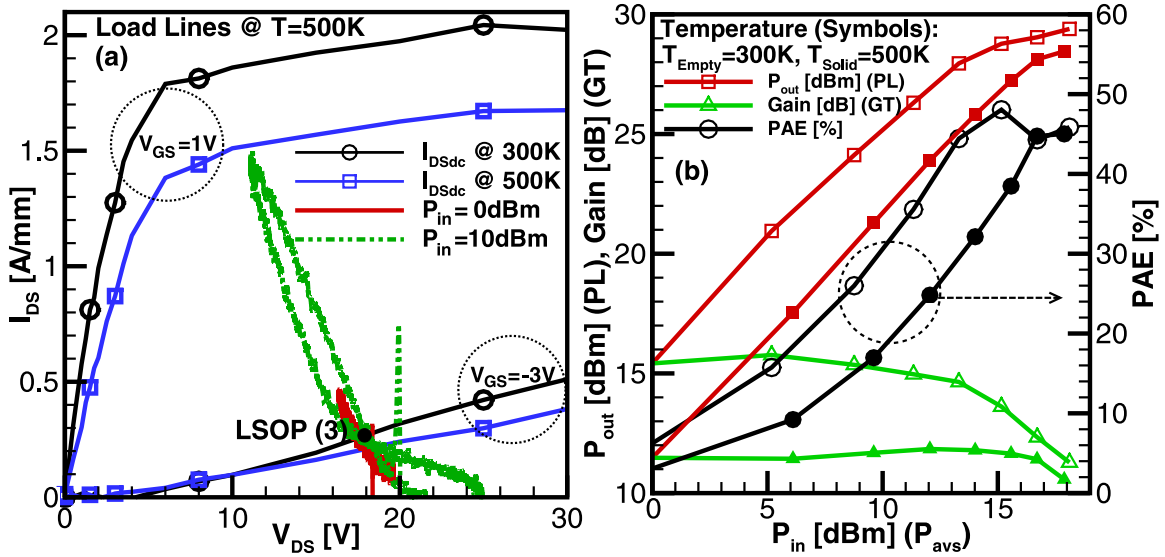 Load Lines @ T=500K
(a)
V_GS=1V
I_DSdc @ 300K
I_DSdc @ 500K
P_in = 0dBm
P_in = 10dBm
V_GS=-3V
LSOP (3)
I_DS [A/mm]
2
1.5
1
0.5
0
0 10 20 30
V_DS [V]
Temperature (Symbols):
T_Empty=300K, T_Solid=500K
P_out [dBm] (PL)
Gain [dB] (GT)
PAE [%]
(b)
P_out [dBm] (PL), Gain [dB] (GT)
30
25
20
15
10
PAE [%]
60
50
40
30
20
10
0
0 5 10 15
P_in [dBm] (P_avs)